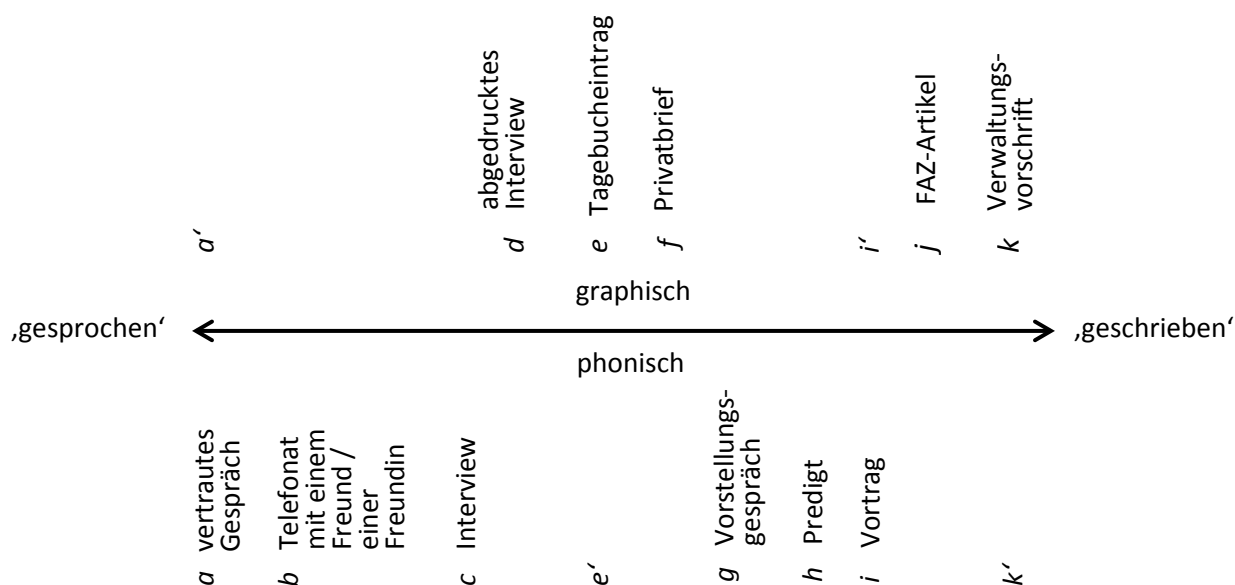 a‘
d abgedrucktes
Interview
e Tagebucheintrag
f Privatbrief
i‘
j FAZ-Artikel
k Verwaltungs-
vorschrift
graphisch
‚gesprochen‘
‚geschrieben‘
phonisch
a vertrautes
Gespräch
b Telefonat
mit einem
Freund /
einer
Freundin
c Interview
e‘
g Vorstellungs-
gespräch
h Predigt
i Vortrag
k‘